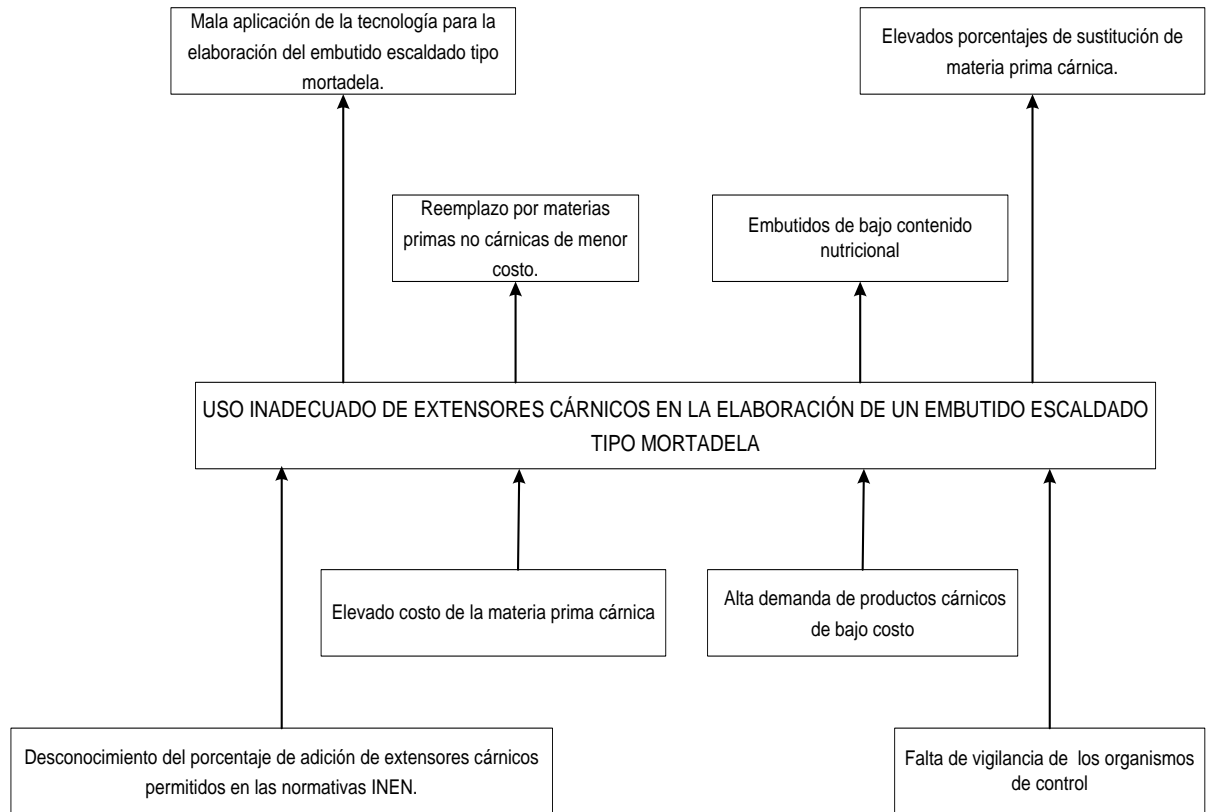 Mala aplicación de la tecnología para la
elaboración del embutido escaldado tipo
mortadela.
Elevados porcentajes de sustitución de
materia prima cárnica.
Reemplazo por materias
primas no cárnicas de menor
costo.
Embutidos de bajo contenido
nutricional
USO INADECUADO DE EXTENSORES CÁRNICOS EN LA ELABORACIÓN DE UN EMBUTIDO ESCALDADO
TIPO MORTADELA
Elevado costo de la materia prima cárnica
Alta demanda de productos cárnicos
de bajo costo
Desconocimiento del porcentaje de adición de extensores cárnicos
permitidos en las normativas INEN.
Falta de vigilancia de  los organismos
de control